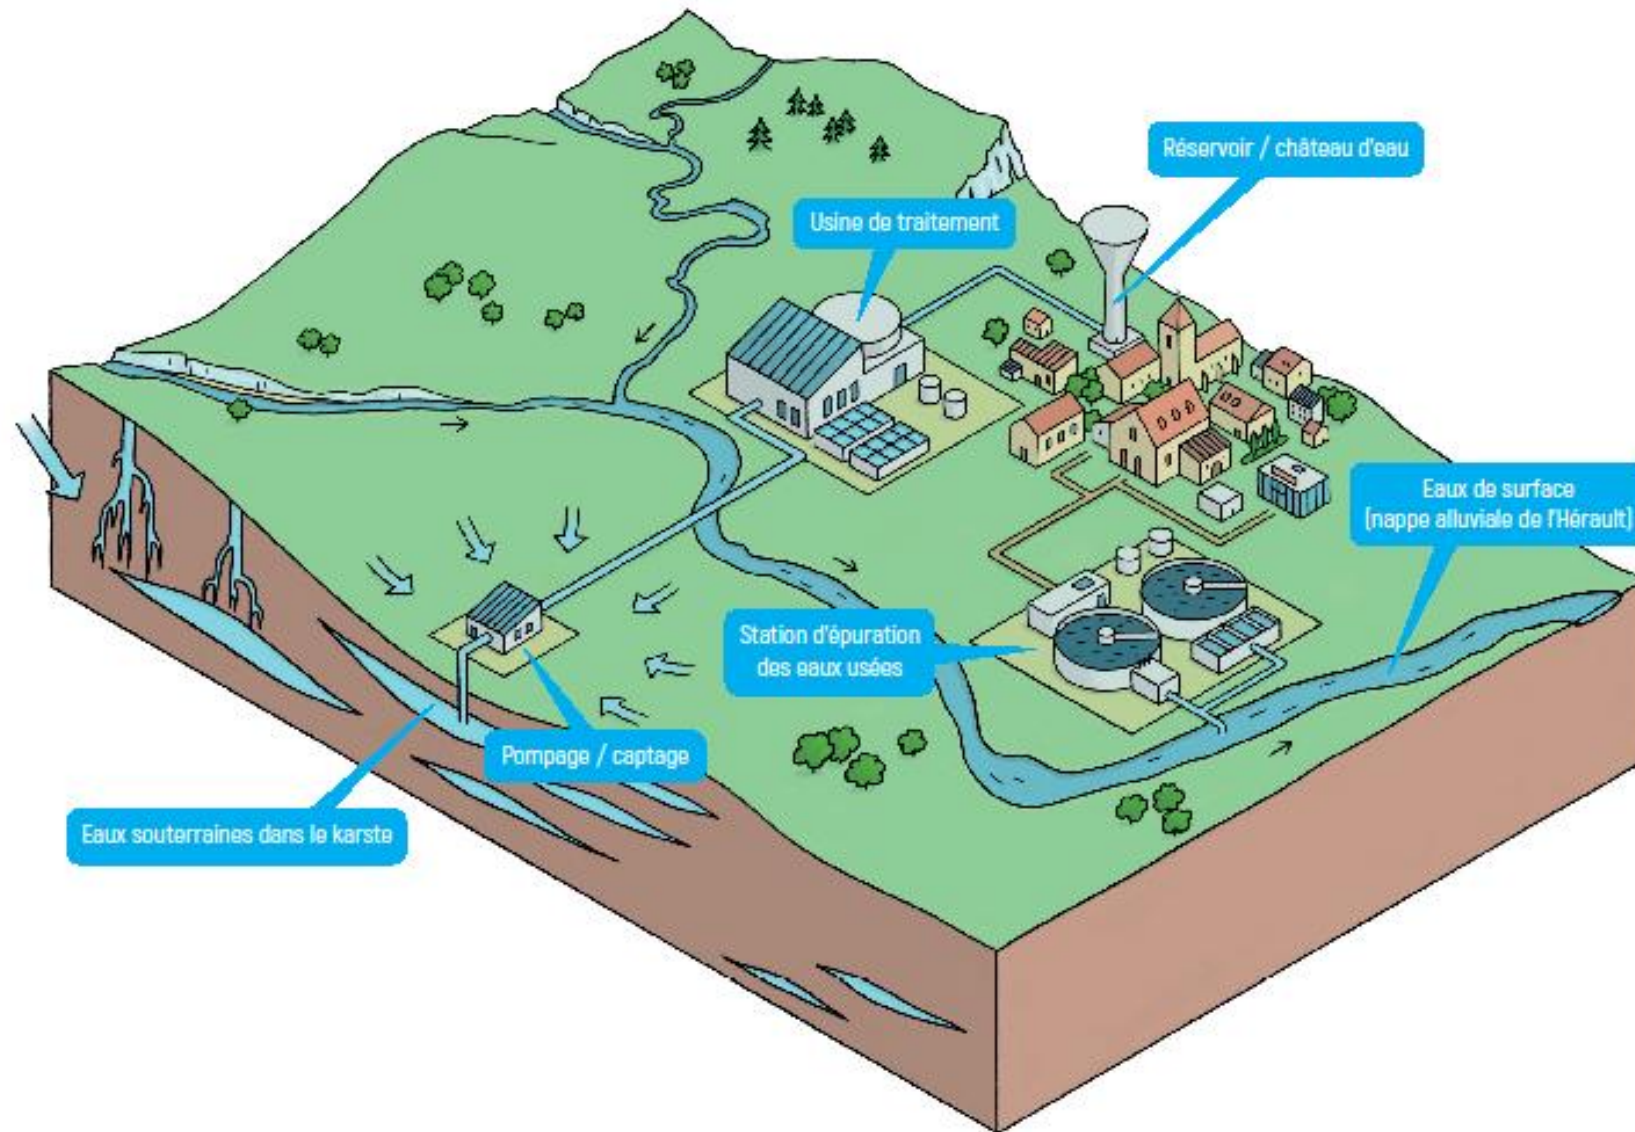 Réservoir / château d'eau
Usine de traitement
Eaux de surface
(nappe alluviale de l'Hérault)
Station d'épuration
des eaux usées
Pompage / captage
Eaux souterraines dans le karste